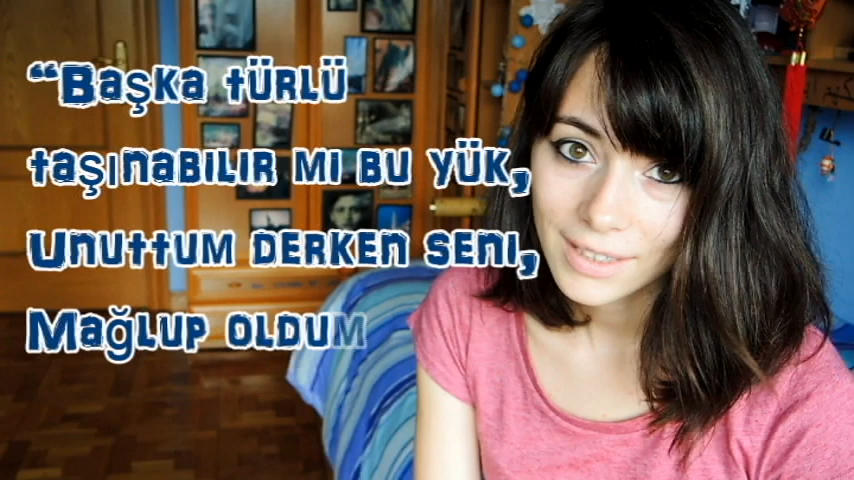 “Başka türlü
taşınabilir mi bu yük,
Unuttum derken seni,
Mağlup oldum